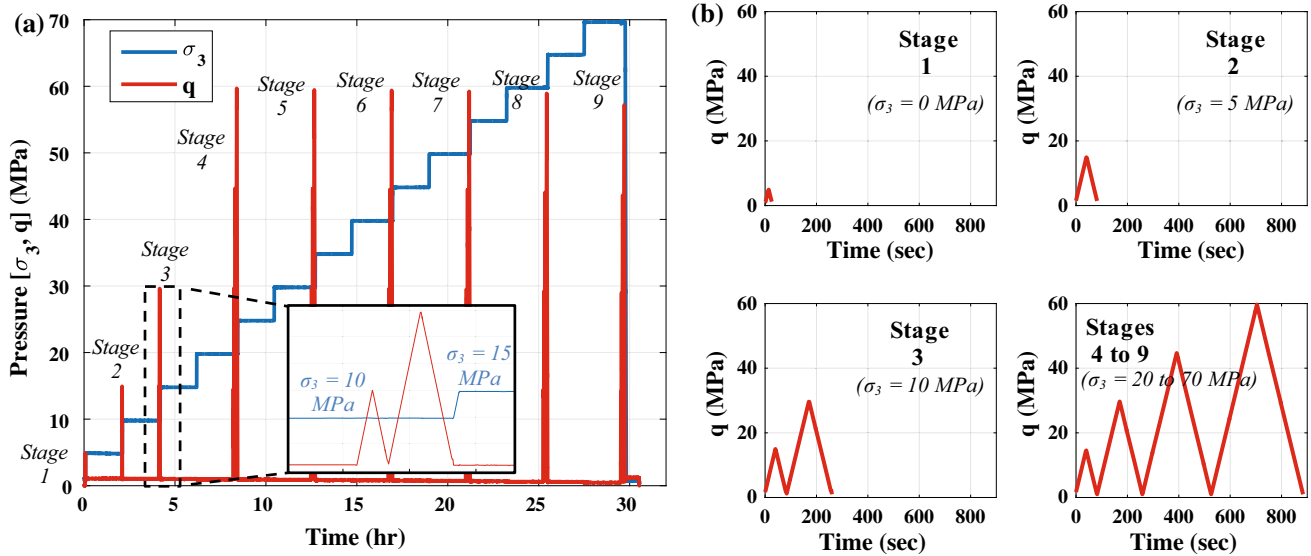 (a)
Pressure [σ3, q] (MPa)
70
60
50
40
30
20
10
0
σ3
q
Stage
1
Stage
2
Stage
3
Stage
4
Stage
5
Stage
6
Stage
7
Stage
8
Stage
9
σ3 = 10
MPa
σ3 = 15
MPa
0 5 10 15 20 25 30
Time (hr)
(b)
q (MPa)
60
40
20
0
Stage
1
(σ3 = 0 MPa)
0 200 400 600 800
Time (sec)
q (MPa)
60
40
20
0
Stage
2
(σ3 = 5 MPa)
0 200 400 600 800
Time (sec)
q (MPa)
60
40
20
0
Stage
3
(σ3 = 10 MPa)
0 200 400 600 800
Time (sec)
q (MPa)
60
40
20
0
Stages
4 to 9
(σ3 = 20 to 70 MPa)
0 200 400 600 800
Time (sec)